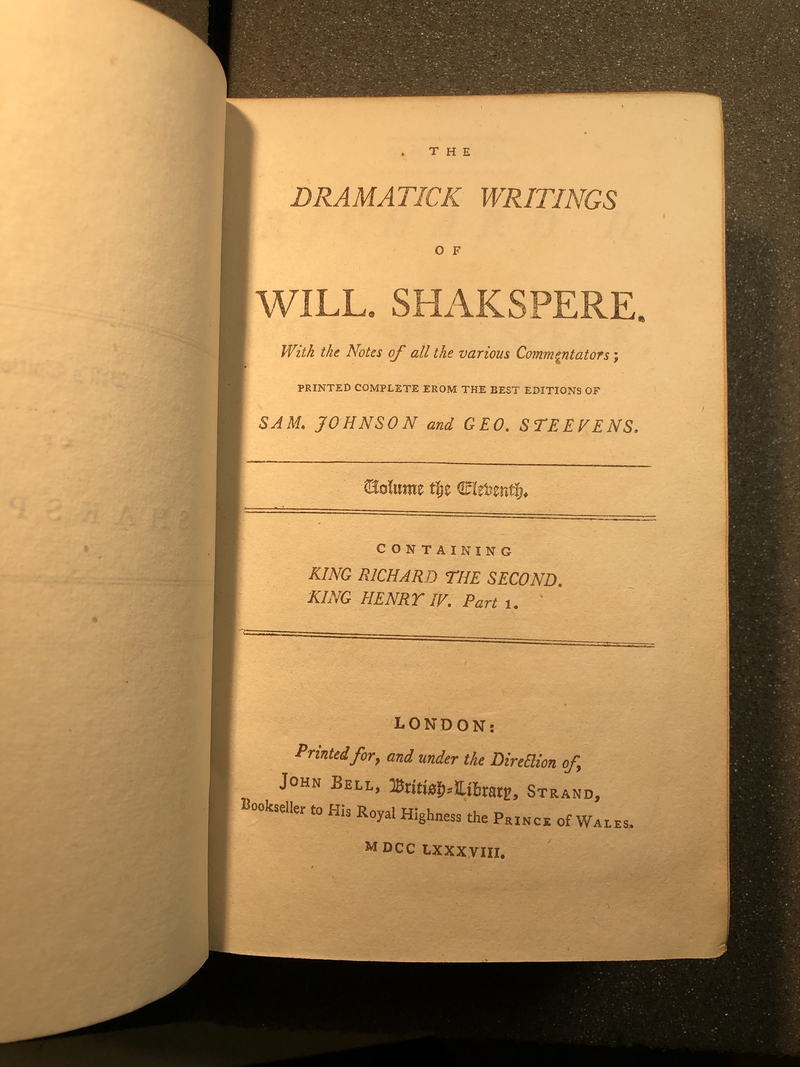 THE
DRAMATICK WRITINGS
OF
WILL. SHAKSPERE.
With the Notes of all the various Commentators;
PRINTED COMPLETE FROM THE BEST EDITIONS OF
SAM. JOHNSON and GEO. STEEVENS.
Volume the Eleventh.
CONTAINING
KING RICHARD THE SECOND.
KING HENRY IV. Part 1.
LONDON:
Printed for, and under the Direction of,
JOHN BELL, British-Library, STRAND,
Bookseller to His Royal Highness the PRINCE of WALES.
MDCC LXXXVIII.